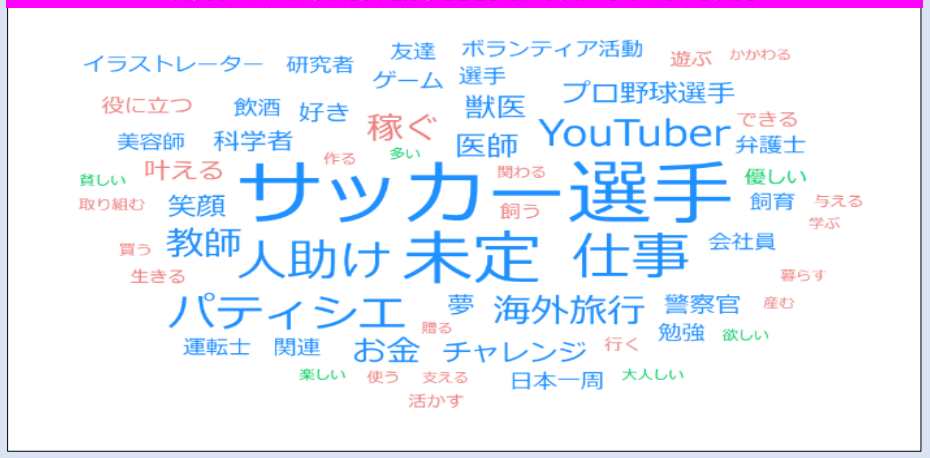 友達 ボランティア活動 遊ぶ かかわる
イラストレーター 研究者 ゲーム 選手
役に立つ 飲酒 好き 獣医 プロ野球選手
美容師 科学者 稼ぐ 医師 YouTuber できる
弁護士
貧しい 叶える 作る 多い 関わる 優しい
取り組む 笑顔 サッカー選手 飼う 飼育 与える
学ぶ
買う 教師 人助け 未定 仕事 会社員
生きる 暮らす
パティシエ 夢 海外旅行 警察官 産む
贈る 勉強 欲しい
運転士 関連 お金 チャレンジ 行く
楽しい 使う 支える 日本一周 大人しい
活かす